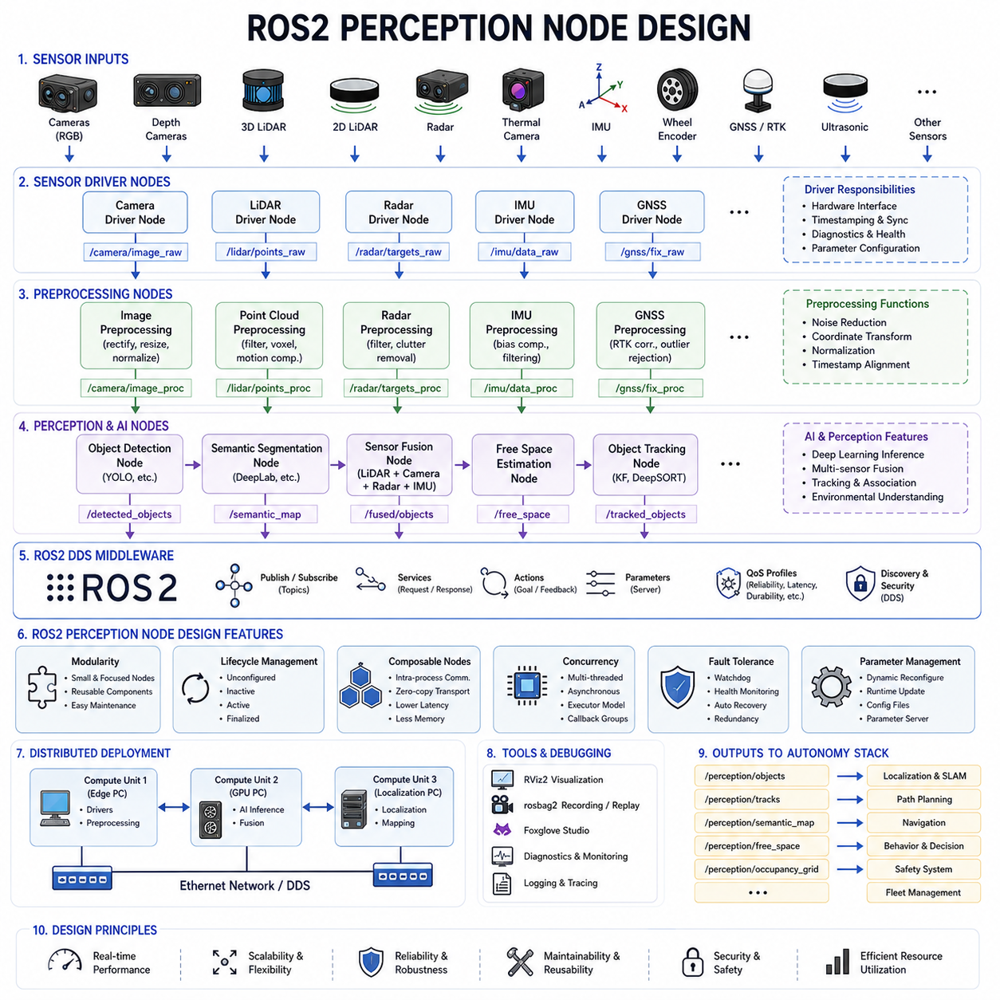 ROS2 PERCEPTION NODE DESIGN
1. SENSOR INPUTS
Cameras
(RGB)
Depth
Cameras
3D LiDAR
2D LiDAR
Radar
Thermal
Camera
Z
Y
A
X
IMU
Wheel
Encoder
GNSS / RTK
Ultrasonic
...
Other
Sensors
2. SENSOR DRIVER NODES
Camera
Driver Node
/camera/image_raw
LiDAR
Driver Node
/lidar/points_raw
Radar
Driver Node
/radar/targets_raw
IMU
Driver Node
/imu/data_raw
GNSS
Driver Node
/gnss/fix_raw
...
Driver Responsibilities
• Hardware Interface
• Timestamping & Sync
• Diagnostics & Health
• Parameter Configuration
3. PREPROCESSING NODES
Image
Preprocessing
(rectify, resize,
normalize)
/camera/image_proc
Point Cloud
Preprocessing
(filter, voxel,
motion comp.)
/lidar/points_proc
Radar
Preprocessing
(filter, clutter
removal)
/radar/targets_proc
IMU
Preprocessing
(bias comp.,
filtering)
/imu/data_proc
GNSS
Preprocessing
(RTK corr., outlier
rejection)
/gnss/fix_proc
...
Preprocessing Functions
• Noise Reduction
• Coordinate Transform
• Normalization
• Timestamp Alignment
4. PERCEPTION & AI NODES
Object Detection
Node
(YOLO, etc.)
/detected_objects
Semantic Segmentation
Node
(DeepLab, etc.)
/semantic_map
Sensor Fusion
Node
(LiDAR + Camera
+ Radar + IMU)
/fused/objects
Free Space
Estimation
Node
/free_space
Object Tracking
Node
(KF, DeepSORT)
/tracked_objects
...
AI & Perception Features
• Deep Learning Inference
• Multi-sensor Fusion
• Tracking & Association
• Environmental Understanding
5. ROS2 DDS MIDDLEWARE
ROS2
Publish / Subscribe
(Topics)
Services
(Request / Response)
Actions
(Goal / Feedback)
Parameters
(Server)
QoS Profiles
(Reliability, Latency,
Durability, etc.)
Discovery &
Security
(DDS)
6. ROS2 PERCEPTION NODE DESIGN FEATURES
Modularity
• Small & Focused Nodes
• Reusable Components
• Easy Maintenance
Lifecycle Management
• Unconfigured
• Inactive
• Active
• Finalized
Composable Nodes
• Intra-process Comm.
• Zero-copy Transport
• Lower Latency
• Less Memory
Concurrency
• Multi-threaded
• Asynchronous
• Executor Model
• Callback Groups
Fault Tolerance
• Watchdog
• Health Monitoring
• Auto Recovery
• Redundancy
Parameter Management
• Dynamic Reconfigure
• Runtime Update
• Config Files
• Parameter Server
7. DISTRIBUTED DEPLOYMENT
Compute Unit 1
(Edge PC)
• Drivers
• Preprocessing
Compute Unit 2
(GPU PC)
• AI Inference
• Fusion
Compute Unit 3
(Localization PC)
• Localization
• Mapping
Ethernet Network / DDS
8. TOOLS & DEBUGGING
RViz2 Visualization
rosbag2 Recording / Replay
Foxglove Studio
Diagnostics & Monitoring
Logging & Tracing
9. OUTPUTS TO AUTONOMY STACK
/perception/objects
Localization & SLAM
/perception/tracks
Path Planning
/perception/semantic_map
Navigation
/perception/free_space
Behavior & Decision
/perception/occupancy_grid
Safety System
...
Fleet Management
10. DESIGN PRINCIPLES
Real-time
Performance
Scalability &
Flexibility
Reliability &
Robustness
Maintainability &
Reusability
Security &
Safety
Efficient Resource
Utilization